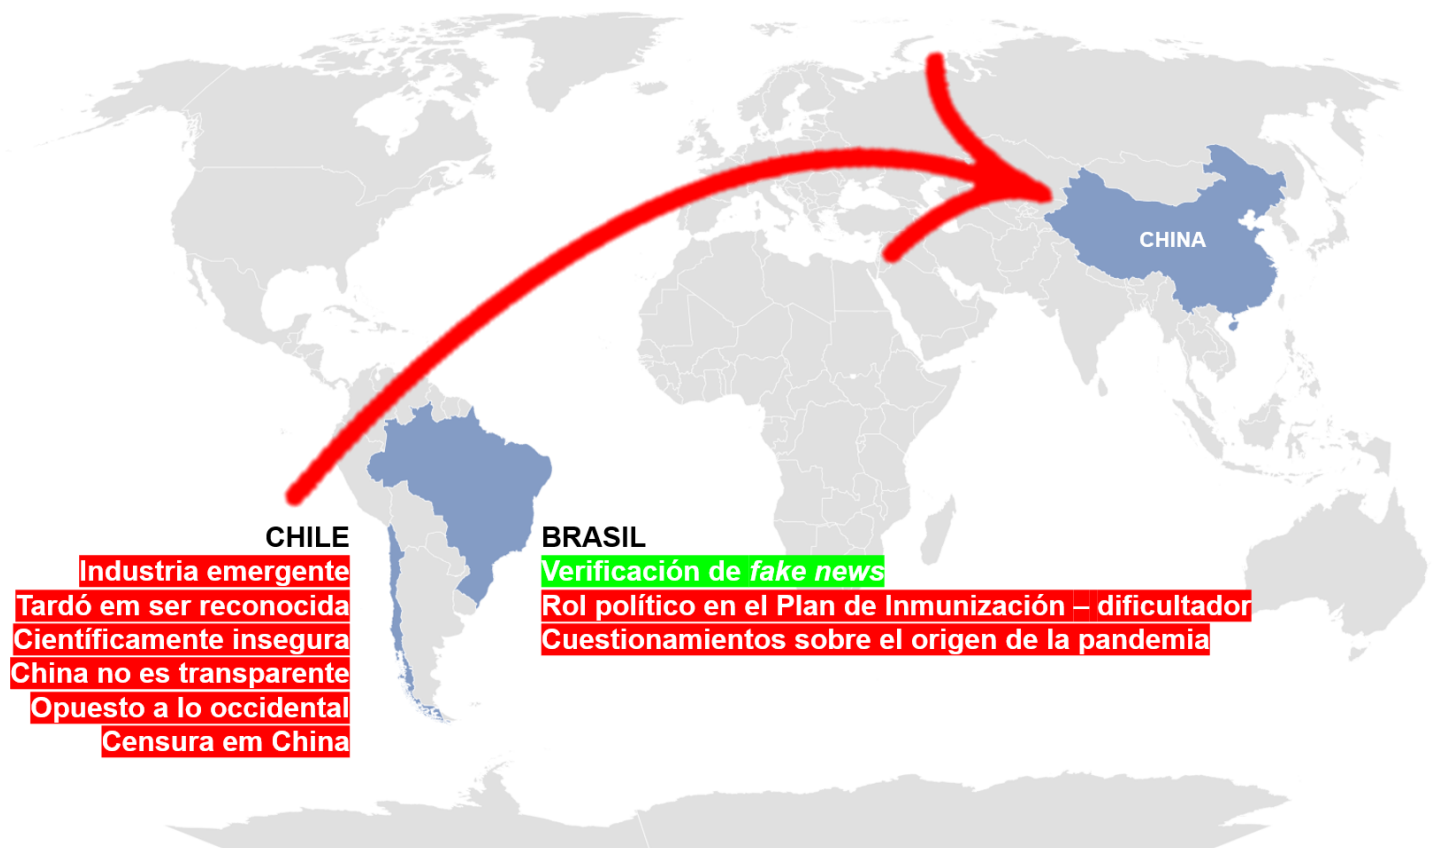 CHINA
CHILE
Industria emergente
Tardó em ser reconocida
Científicamente insegura
China no es transparente
Opuesto a lo occidental
Censura em China
BRASIL
Verificación de fake news
Rol político en el Plan de Inmunización – dificultador
Cuestionamientos sobre el origen de la pandemia